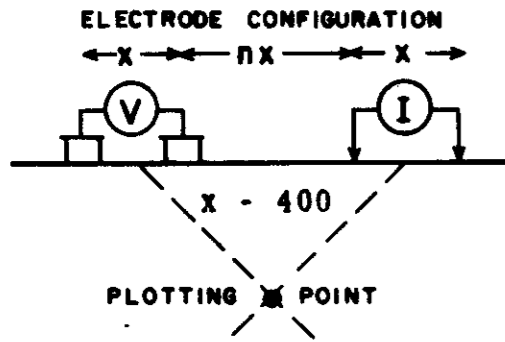 ELECTRODE CONFIGURATION
x nx x
V I
x - 400
PLOTTING POINT